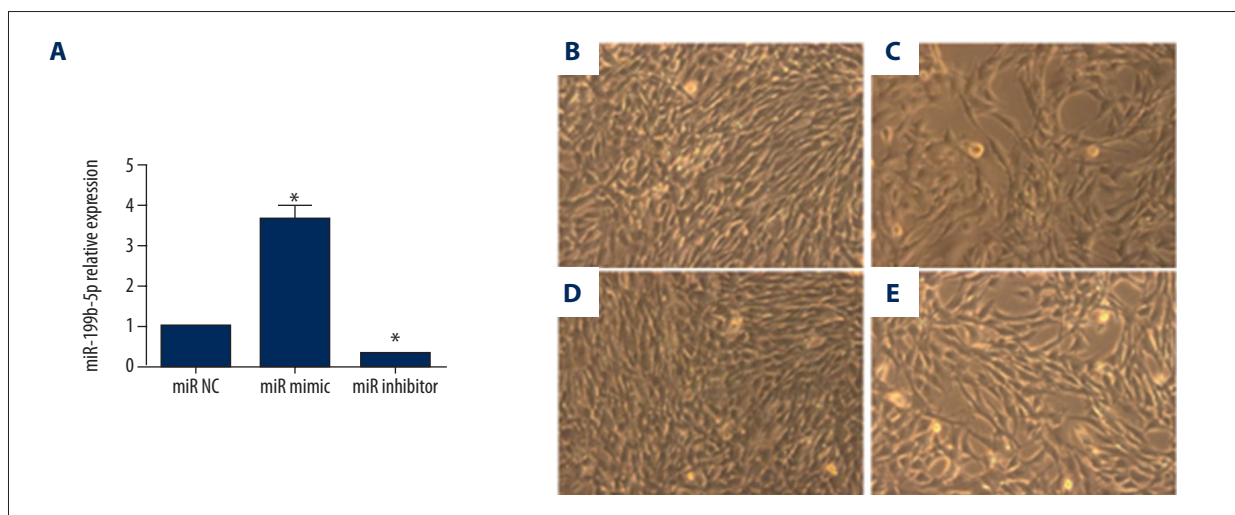 A
B
C
D
E
miR-199b-5p relative expression
5
4
3
2
1
0
*
*
miR NC
miR mimic
miR inhibitor